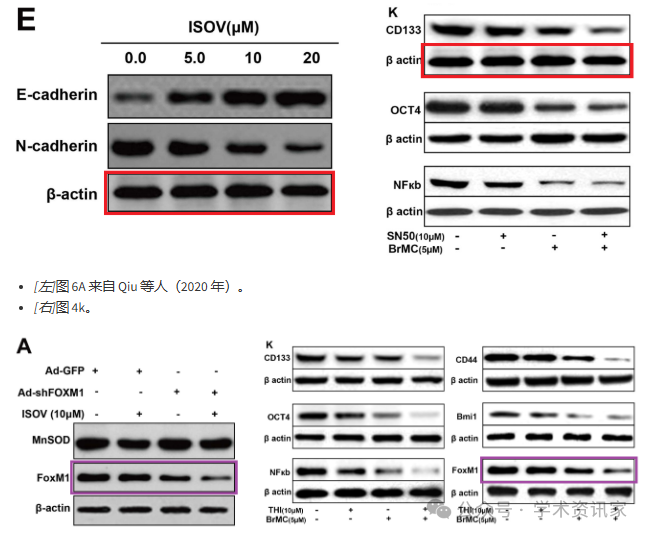 E
ISOV(μM)
0.0 5.0 10 20
E-cadherin
N-cadherin
β-actin
K
CD133
β actin
OCT4
β actin
NFκb
β actin
SN50(10μM) - + - +
BrMC(5μM) - - + +
[左]图 6A 来自 Qiu 等人（2020 年）。
[右]图 4k。
A
Ad-GFP + + - -
Ad-shFOXM1 - - + +
ISOV (10μM) - + - +
MnSOD
FoxM1
β-actin
K
CD133
β actin
OCT4
β actin
NFκb
β actin
THI(10μM) - + - +
BrMC(5μM) - - + +
CD44
β actin
Bmi1
β actin
FoxM1
β actin
THI(10μM) - + - +
BrMC(5μM) - - + +
公众号 · 学术资讯家